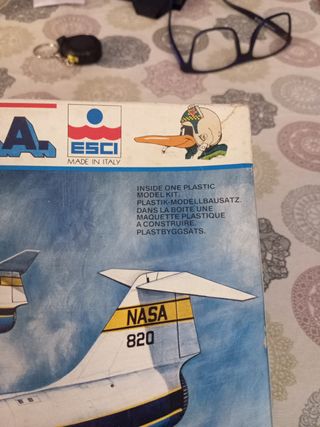 .A.
ESCI
MADE IN ITALY
INSIDE ONE PLASTIC
MODEL KIT.
PLASTIK-MODELLBAUSATZ.
DANS LA BOITE UNE
MAQUETTE PLASTIQUE
A CONSTRUIRE.
PLASTBYGGSATS.
NASA
820